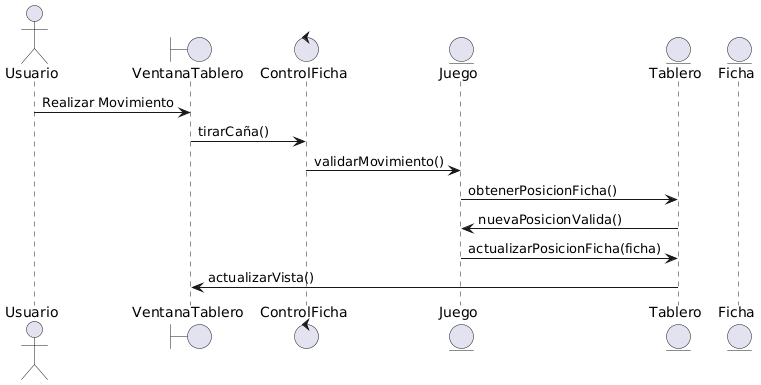 Usuario
VentanaTablero
ControlFicha
Juego
Tablero
Ficha
Realizar Movimiento
tirarCaña()
validarMovimiento()
obtenerPosicionFicha()
nuevaPosicionValida()
actualizarPosicionFicha(ficha)
actualizarVista()
Usuario
VentanaTablero
ControlFicha
Juego
Tablero
Ficha